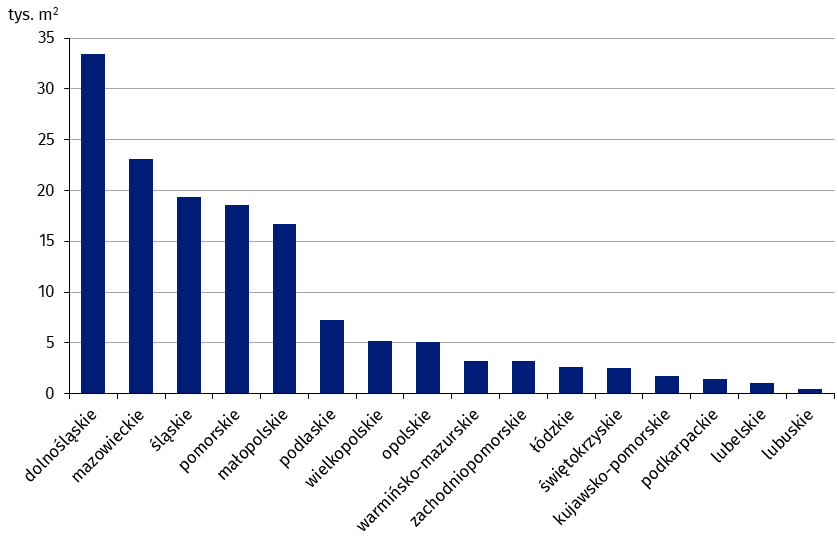 tys. m²
35
30
25
20
15
10
5
0
dolnośląskie
mazowieckie
śląskie
pomorskie
małopolskie
podlaskie
wielkopolskie
opolskie
warmińsko-mazurskie
zachodniopomorskie
łódzkie
świętokrzyskie
kujawsko-pomorskie
podkarpackie
lubelskie
lubuskie